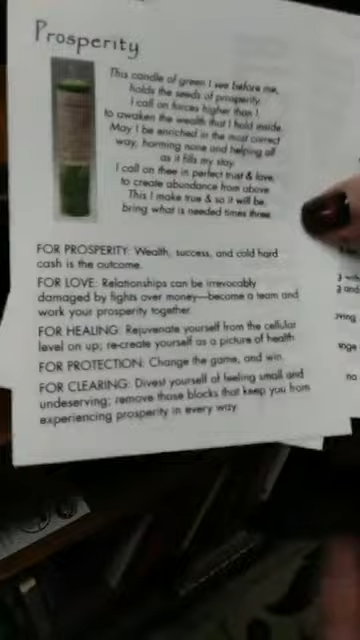 Prosperity
This candle of green I see before me,
holds the seeds of prosperity.
I call on forces higher than I
to awaken the wealth that I hold inside.
May I be enriched in the most correct
way, harming none and helping all
as it fills my stay.
I call on thee in perfect trust & love,
to create abundance from above.
This I make true & so it will be,
bring what is needed times three.
FOR PROSPERITY: Wealth, success, and cold hard
cash is the outcome.
FOR LOVE: Relationships can be irrevocably
damaged by fights over money—become a team and
work your prosperity together.
FOR HEALING: Rejuvenate yourself from the cellular
level on up; re-create yourself as a picture of health.
FOR PROTECTION: Change the game, and win.
FOR CLEARING: Divest yourself of feeling small and
undeserving; remove those blocks that keep you from
experiencing prosperity in every way.